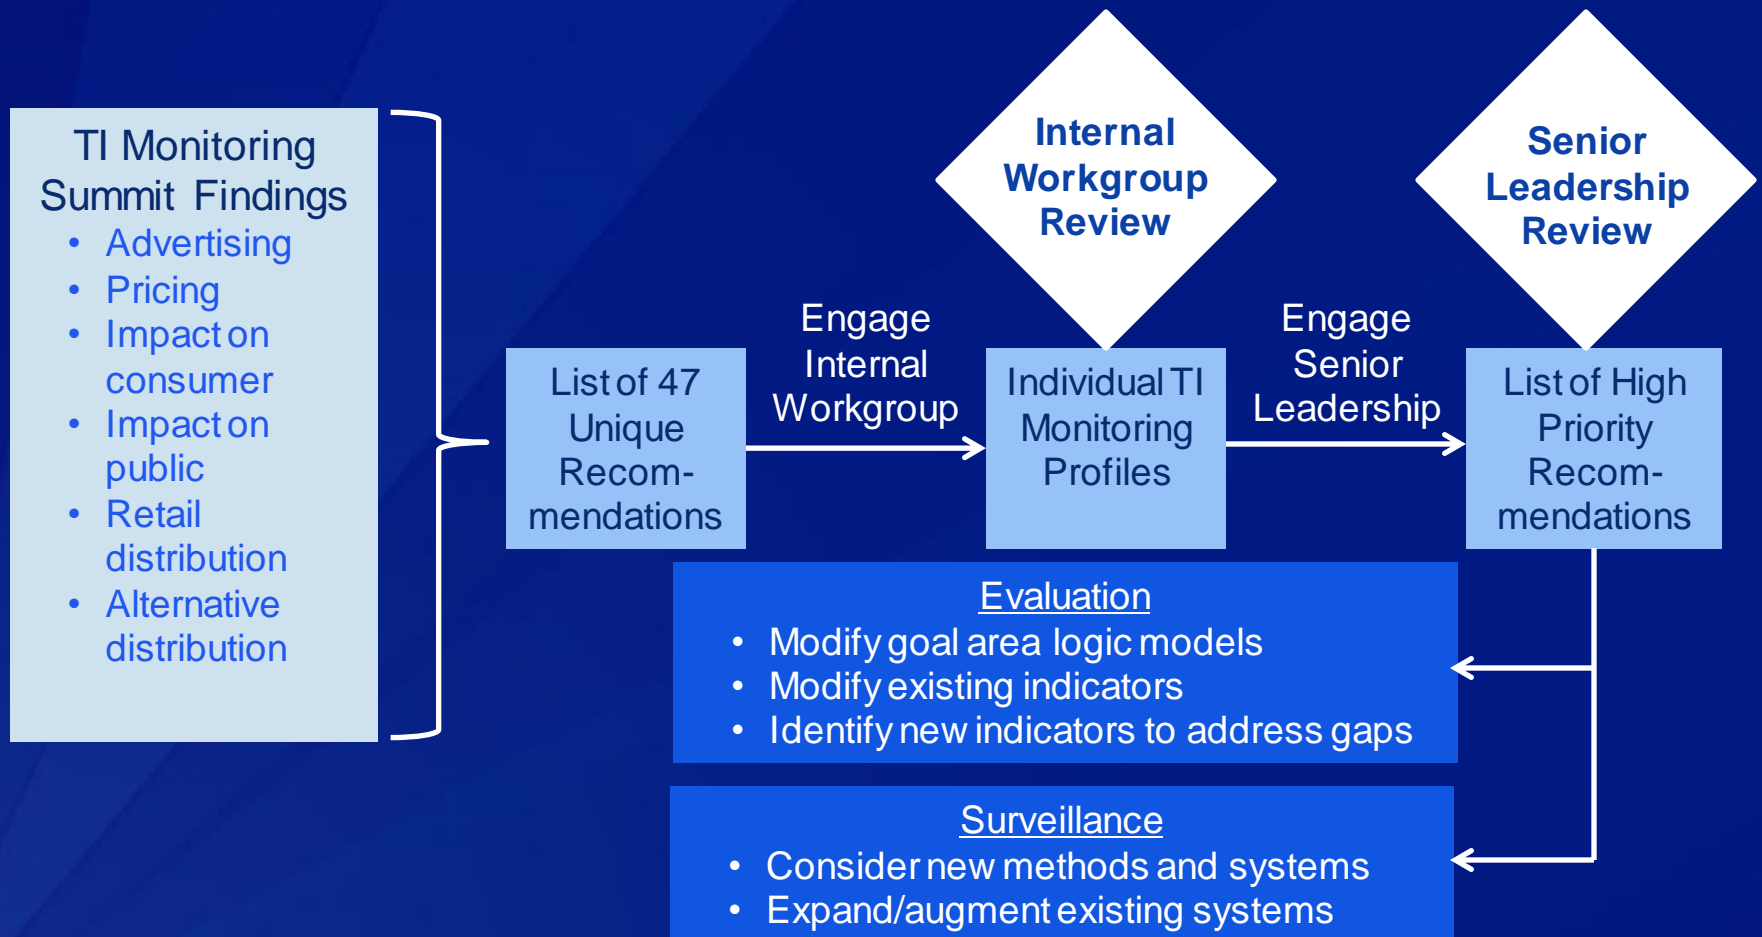 TI Monitoring
Summit Findings
• Advertising
• Pricing
• Impact on
consumer
• Impact on
public
• Retail
distribution
• Alternative
distribution
List of 47
Unique
Recom-
mendations
Engage
Internal
Workgroup
Internal
Workgroup
Review
Individual TI
Monitoring
Profiles
Engage
Senior
Leadership
Senior
Leadership
Review
List of High
Priority
Recom-
mendations
Evaluation
• Modify goal area logic models
• Modify existing indicators
• Identify new indicators to address gaps
Surveillance
• Consider new methods and systems
• Expand/augment existing systems